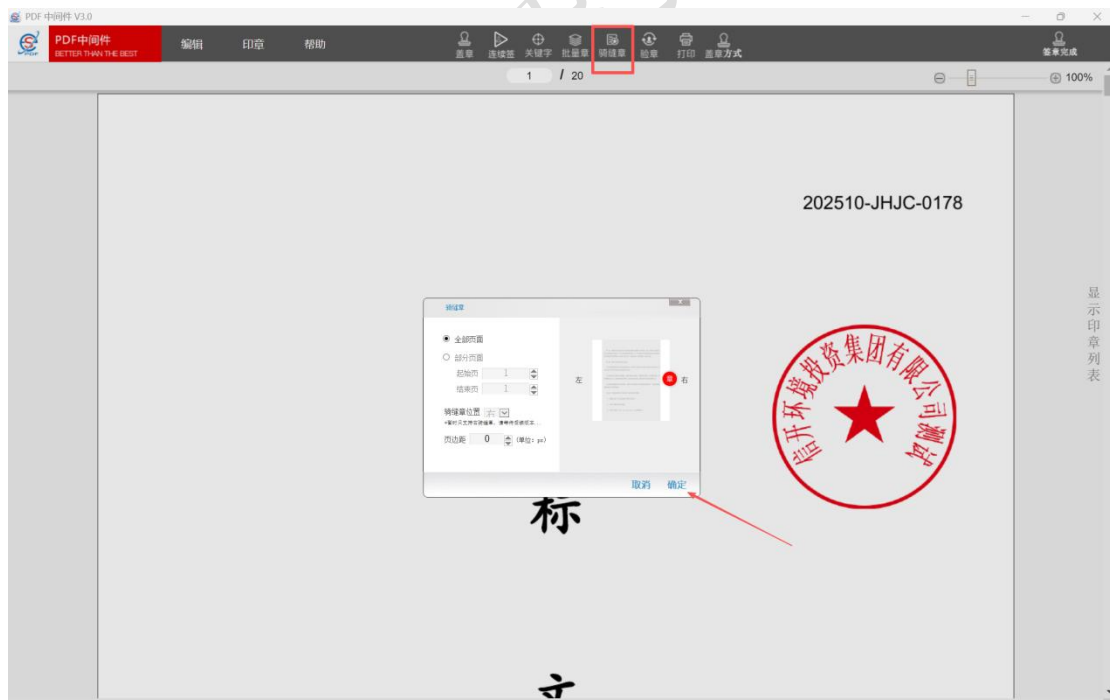 PDF 中间件 V3.0
PDF中间件
BETTER THAN THE BEST
编辑 印章 帮助
盖章 连续签 关键字 批量章 骑缝章 验章 打印 盖章方式
签章完成
1 / 20
100%
202510-JHJC-0178
显示印章列表
骑缝章
全部页面
部分页面
起始页 1
结束页 1
骑缝章位置 右
页边距 0 (单位: px)
左 章 右
取消 确定
信开环境投资集团有限公司测试
标